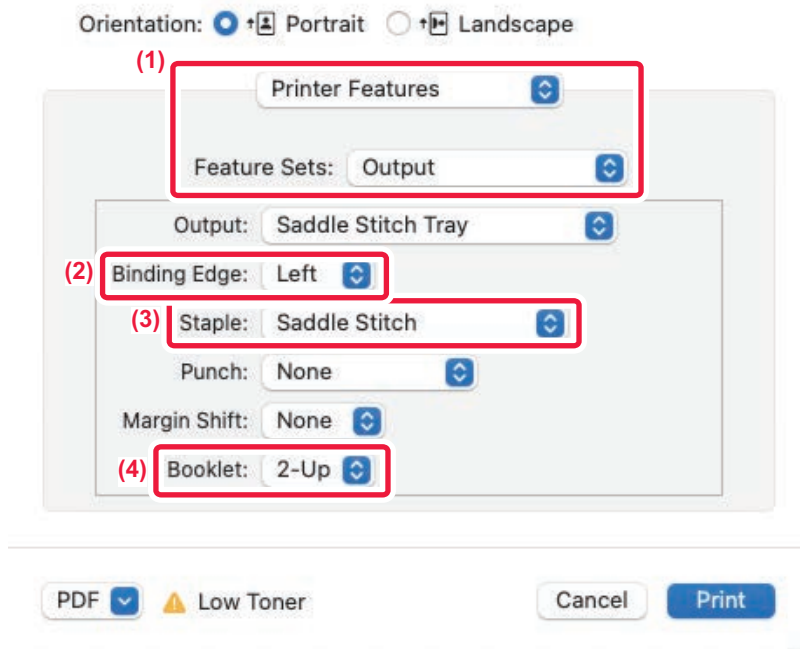 Orientation: Portrait Landscape
(1)
Printer Features
Feature Sets: Output
Output: Saddle Stitch Tray
(2) Binding Edge: Left
(3) Staple: Saddle Stitch
Punch: None
Margin Shift: None
(4) Booklet: 2-Up
PDF Low Toner Cancel Print